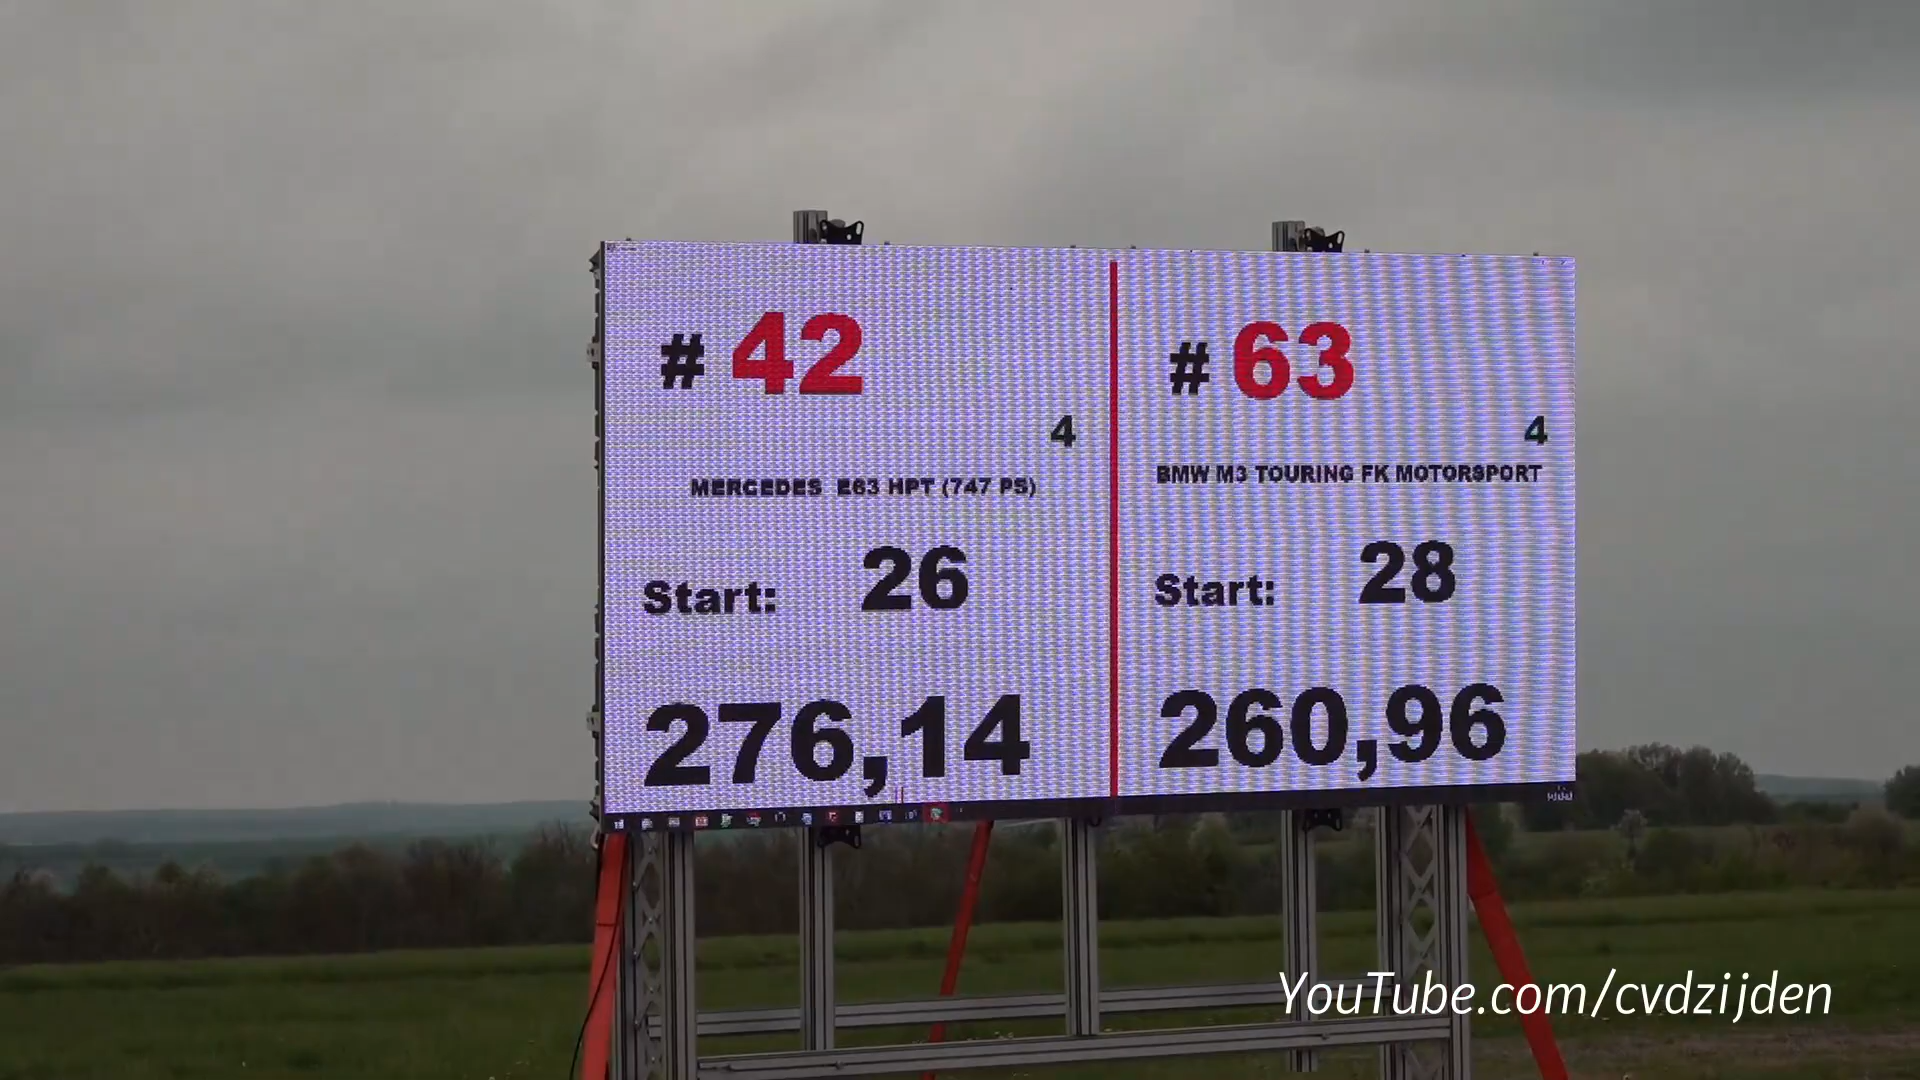 # 42
4
MERCEDES E63 HPT (747 PS)
Start: 26
276,14
# 63
4
BMW M3 TOURING FK MOTORSPORT
Start: 28
260,96
YouTube.com/cvdzijden